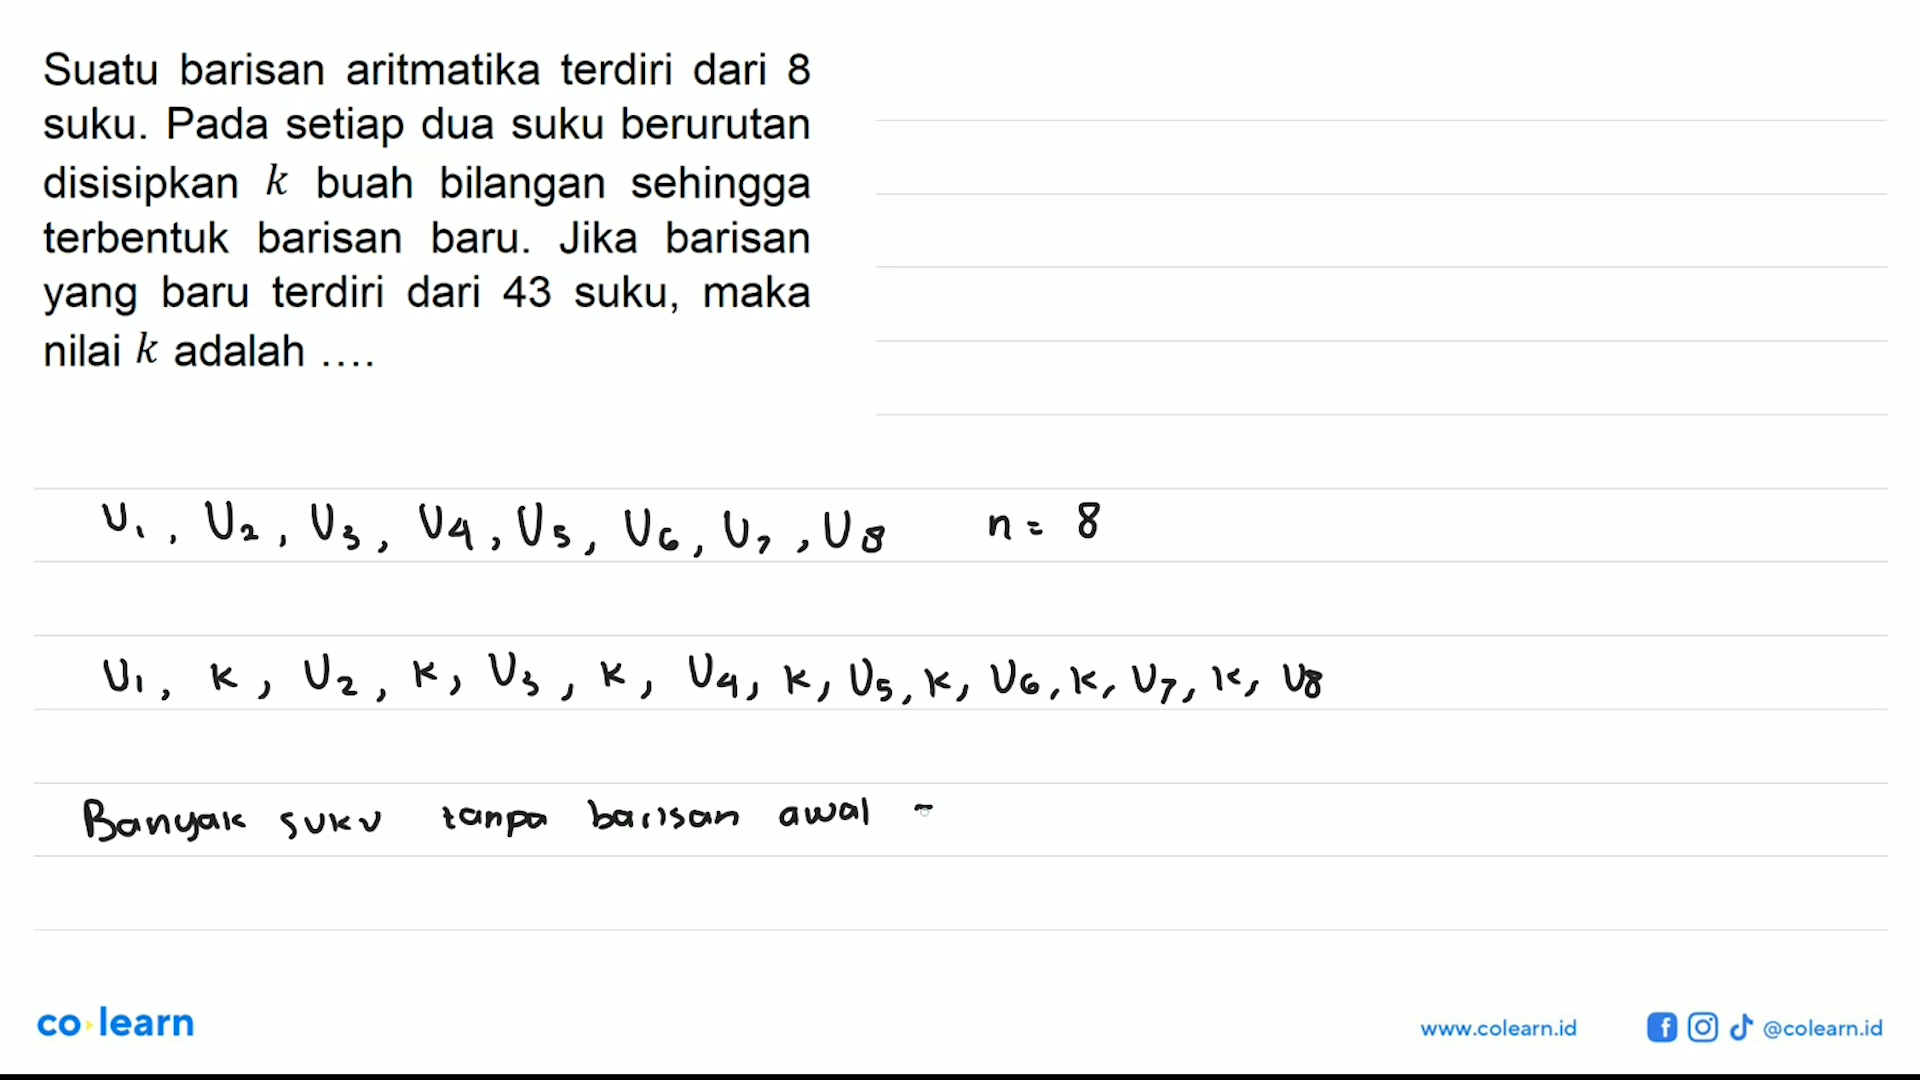 Suatu barisan aritmatika terdiri dari 8
suku. Pada setiap dua suku berurutan
disisipkan k buah bilangan sehingga
terbentuk barisan baru. Jika barisan
yang baru terdiri dari 43 suku, maka
nilai k adalah ....
U₁, U₂, U₃, U₄, U₅, U₆, U₇, U₈ n = 8
U₁, k, U₂, k, U₃, k, U₄, k, U₅, k, U₆, k, U₇, k, U₈
Banyak suku tanpa barisan awal =
co learn
www.colearn.id @colearn.id